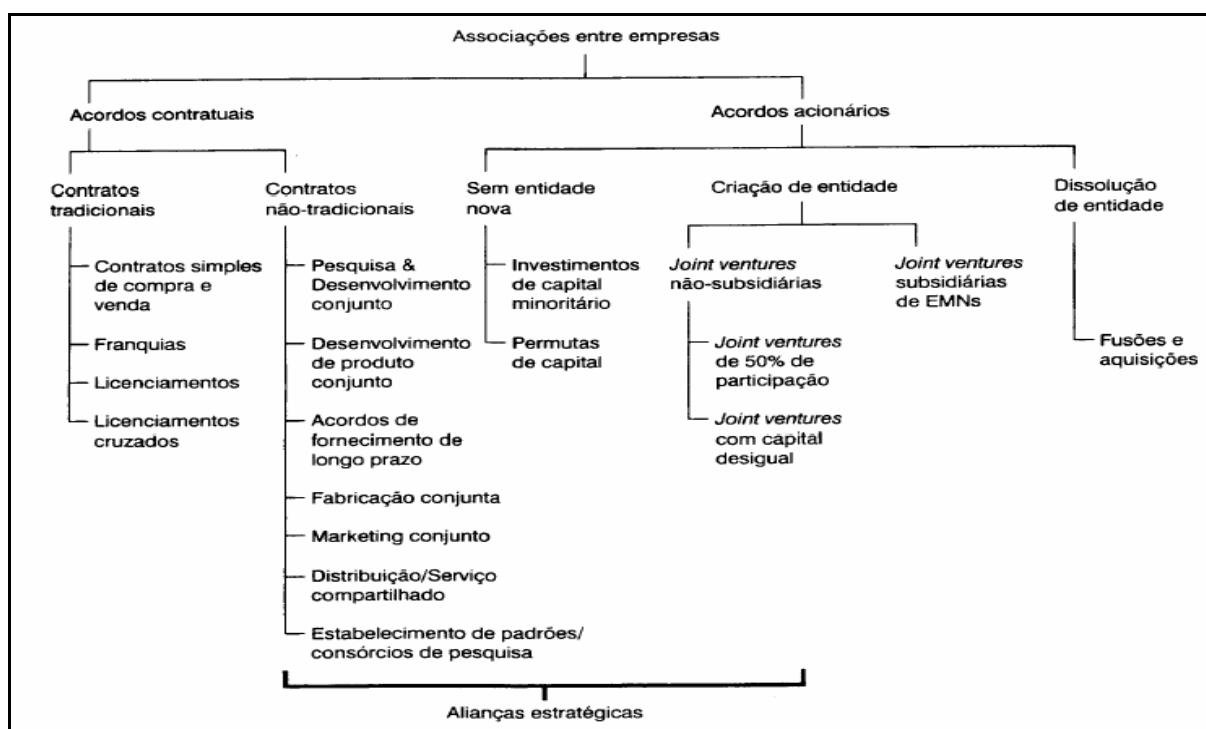 Associações entre empresas
Acordos contratuais
Acordos acionários
Contratos
tradicionais
Contratos
não-tradicionais
Sem entidade
nova
Criação de entidade
Dissolução
de entidade
Contratos simples
de compra e
venda
Franquias
Licenciamentos
Licenciamentos
cruzados
Pesquisa &
Desenvolvimento
conjunto
Desenvolvimento
de produto
conjunto
Acordos de
fornecimento de
longo prazo
Fabricação conjunta
Marketing conjunto
Distribuição/Serviço
compartilhado
Estabelecimento de padrões/
consórcios de pesquisa
Investimentos
de capital
minoritário
Permutas
de capital
Joint ventures
não-subsidiárias
Joint ventures
de 50% de
participação
Joint ventures
com capital
desigual
Joint ventures
subsidiárias
de EMNs
Fusões e
aquisições
Alianças estratégicas